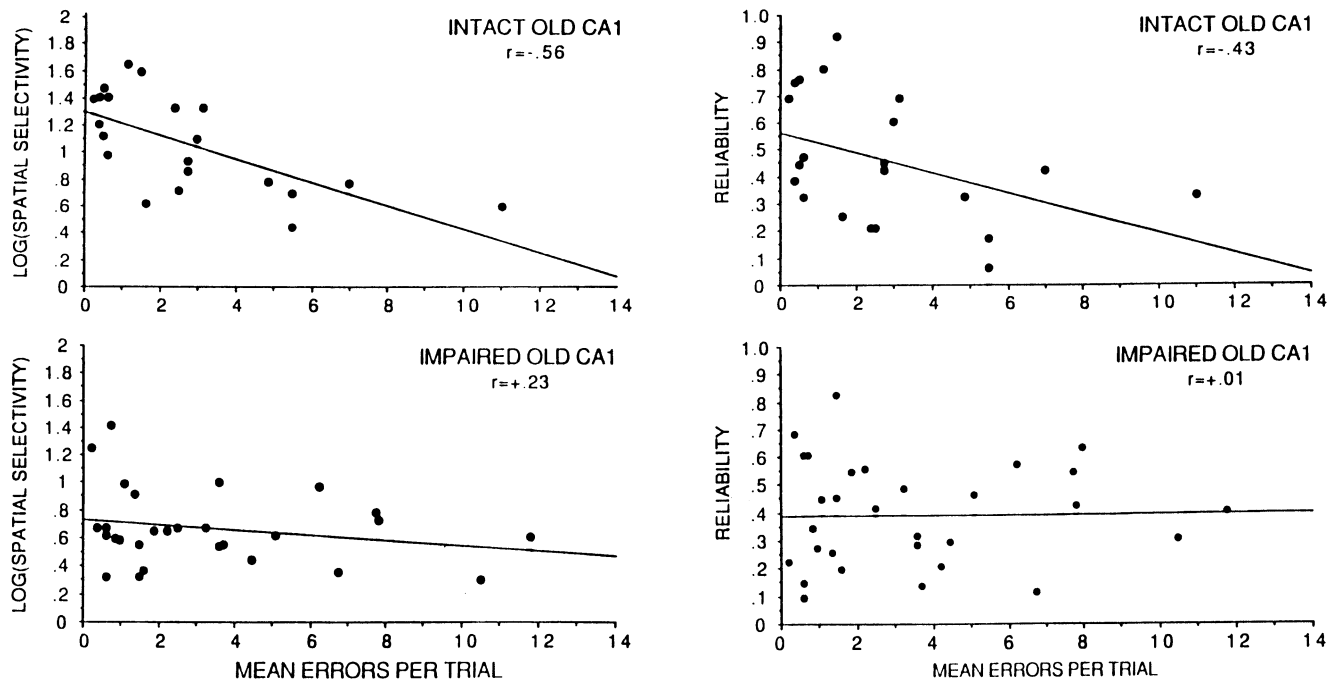 INTACT OLD CA1
r=-.56
LOG(SPATIAL SELECTIVITY)
2
1.8
1.6
1.4
1.2
1
.8
.6
.4
.2
0
0 2 4 6 8 10 12 14
INTACT OLD CA1
r=-.43
RELIABILITY
1.0
.9
.8
.7
.6
.5
.4
.3
.2
.1
0
0 2 4 6 8 10 12 14
IMPAIRED OLD CA1
r=+.23
LOG(SPATIAL SELECTIVITY)
2
1.8
1.6
1.4
1.2
1
.8
.6
.4
.2
0
0 2 4 6 8 10 12 14
MEAN ERRORS PER TRIAL
IMPAIRED OLD CA1
r=+.01
RELIABILITY
1.0
.9
.8
.7
.6
.5
.4
.3
.2
.1
0
0 2 4 6 8 10 12 14
MEAN ERRORS PER TRIAL